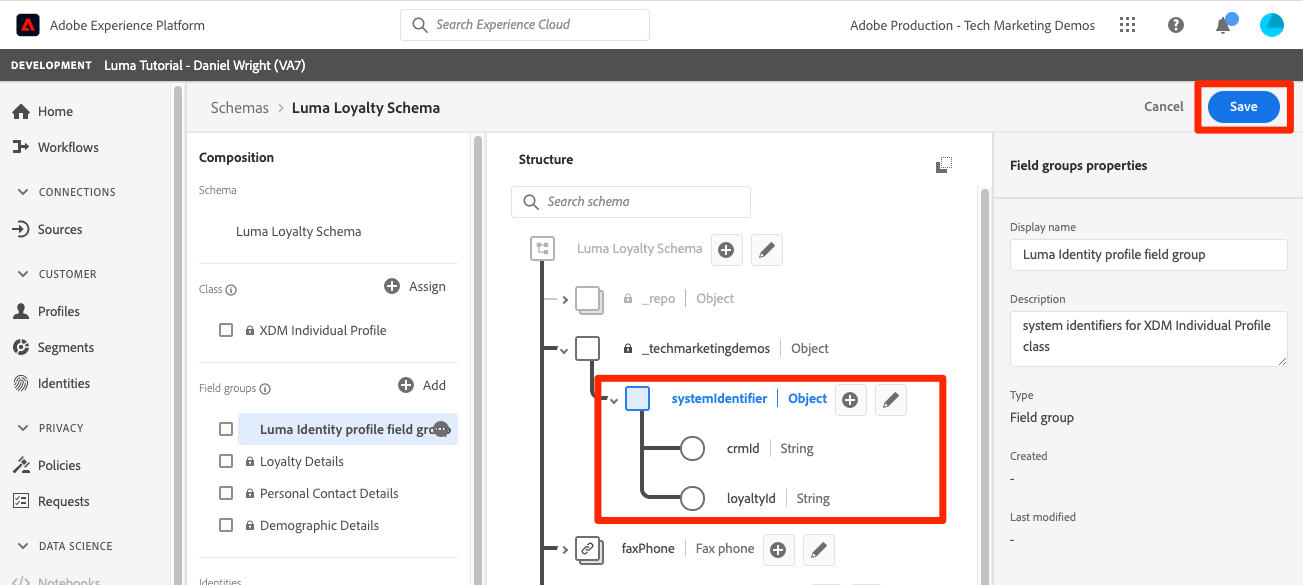 Adobe Experience Platform
Search Experience Cloud
Adobe Production - Tech Marketing Demos
DEVELOPMENT Luma Tutorial - Daniel Wright (VA7)
Home
Workflows
CONNECTIONS
Sources
CUSTOMER
Profiles
Segments
Identities
PRIVACY
Policies
Requests
DATA SCIENCE
Notebooks
Schemas > Luma Loyalty Schema
Cancel
Save
Composition
Schema
Luma Loyalty Schema
Class
Assign
XDM Individual Profile
Field groups
Add
Luma Identity profile field gro
Loyalty Details
Personal Contact Details
Demographic Details
Identities
Structure
Search schema
Luma Loyalty Schema
_repo | Object
_techmarketingdemos | Object
systemIdentifier | Object
crmId | String
loyaltyId | String
faxPhone | Fax phone
Field groups properties
Display name
Luma Identity profile field group
Description
system identifiers for XDM Individual Profile
class
Type
Field group
Created
-
Last modified
-